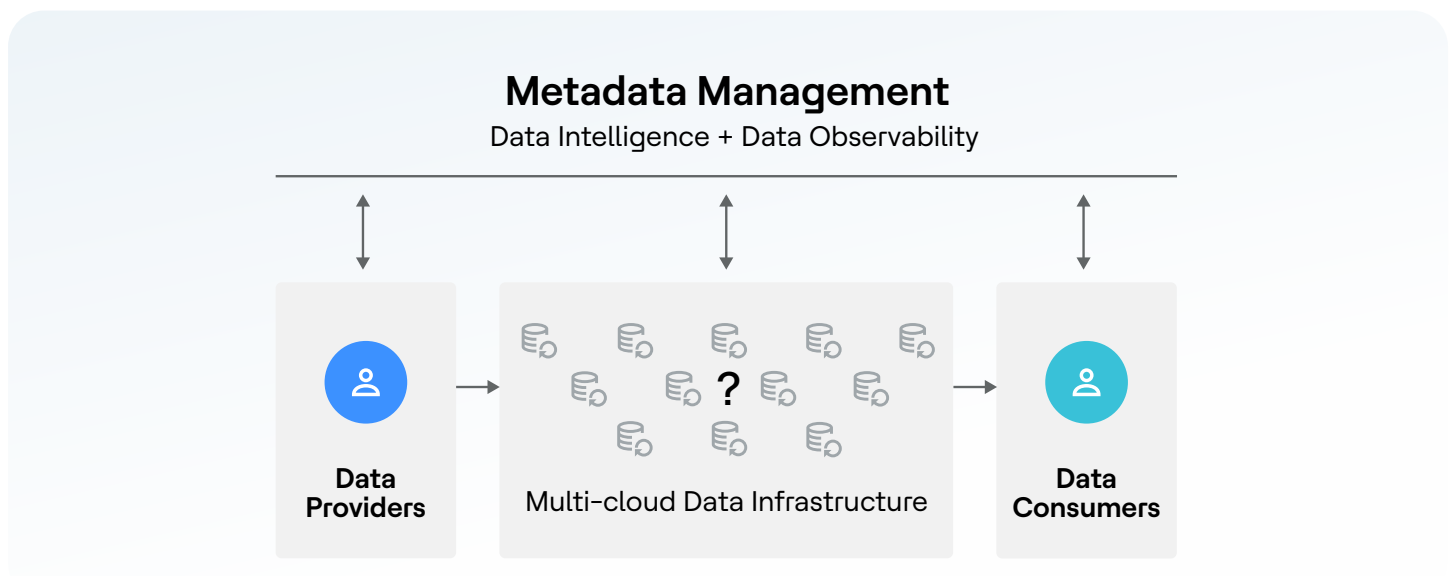 Metadata Management
Data Intelligence + Data Observability
?
Multi-cloud Data Infrastructure
Data
Providers
Data
Consumers